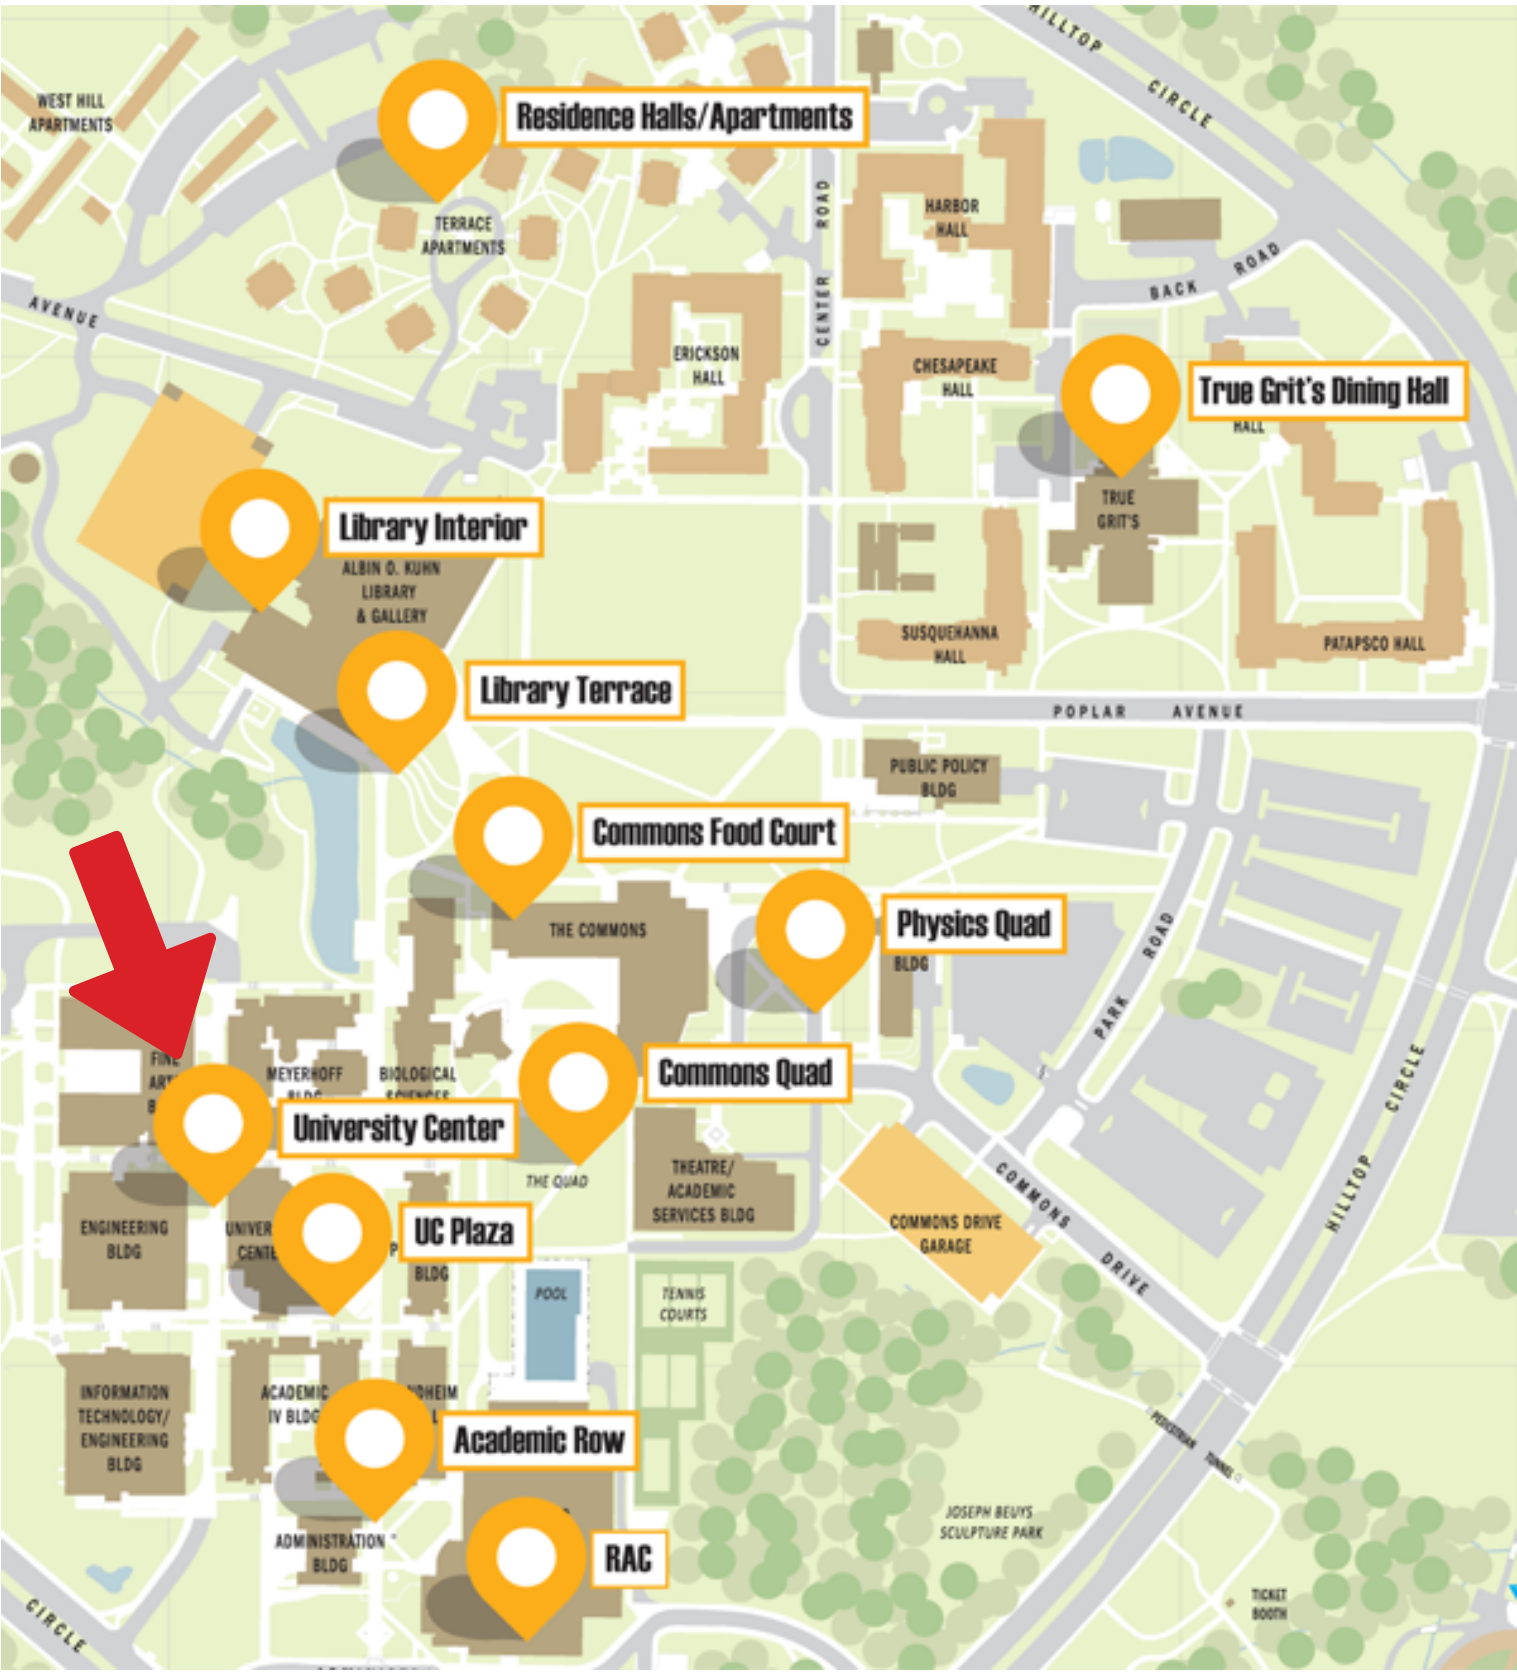 HILLTOP CIRCLE
WEST HILL
APARTMENTS
Residence Halls/Apartments
TERRACE
APARTMENTS
CENTER ROAD
HARBOR
HALL
BACK ROAD
AVENUE
ERICKSON
HALL
CHESAPEAKE
HALL
True Grit's Dining Hall
HALL
TRUE
GRIT'S
Library Interior
ALBIN O. KUHN
LIBRARY
& GALLERY
SUSQUEHANNA
HALL
PATAPSCO HALL
Library Terrace
POPLAR AVENUE
PUBLIC POLICY
BLDG
Commons Food Court
THE COMMONS
Physics Quad
BLDG
PARK ROAD
HILLTOP CIRCLE
FINE
MEYERHOFF
BLDG
BIOLOGICAL
SCIENCES
Commons Quad
University Center
THE QUAD
THEATRE/
ACADEMIC
SERVICES BLDG
COMMONS DRIVE
COMMONS DRIVE
GARAGE
ENGINEERING
BLDG
UC Plaza
BLDG
POOL
TENNIS
COURTS
INFORMATION
TECHNOLOGY/
ENGINEERING
BLDG
ACADEMIC
IV BLDG
Academic Row
PEDESTRIAN TUNNEL
JOSEPH BEUYS
SCULPTURE PARK
ADMINISTRATION
BLDG
RAC
TICKET
BOOTH
CIRCLE